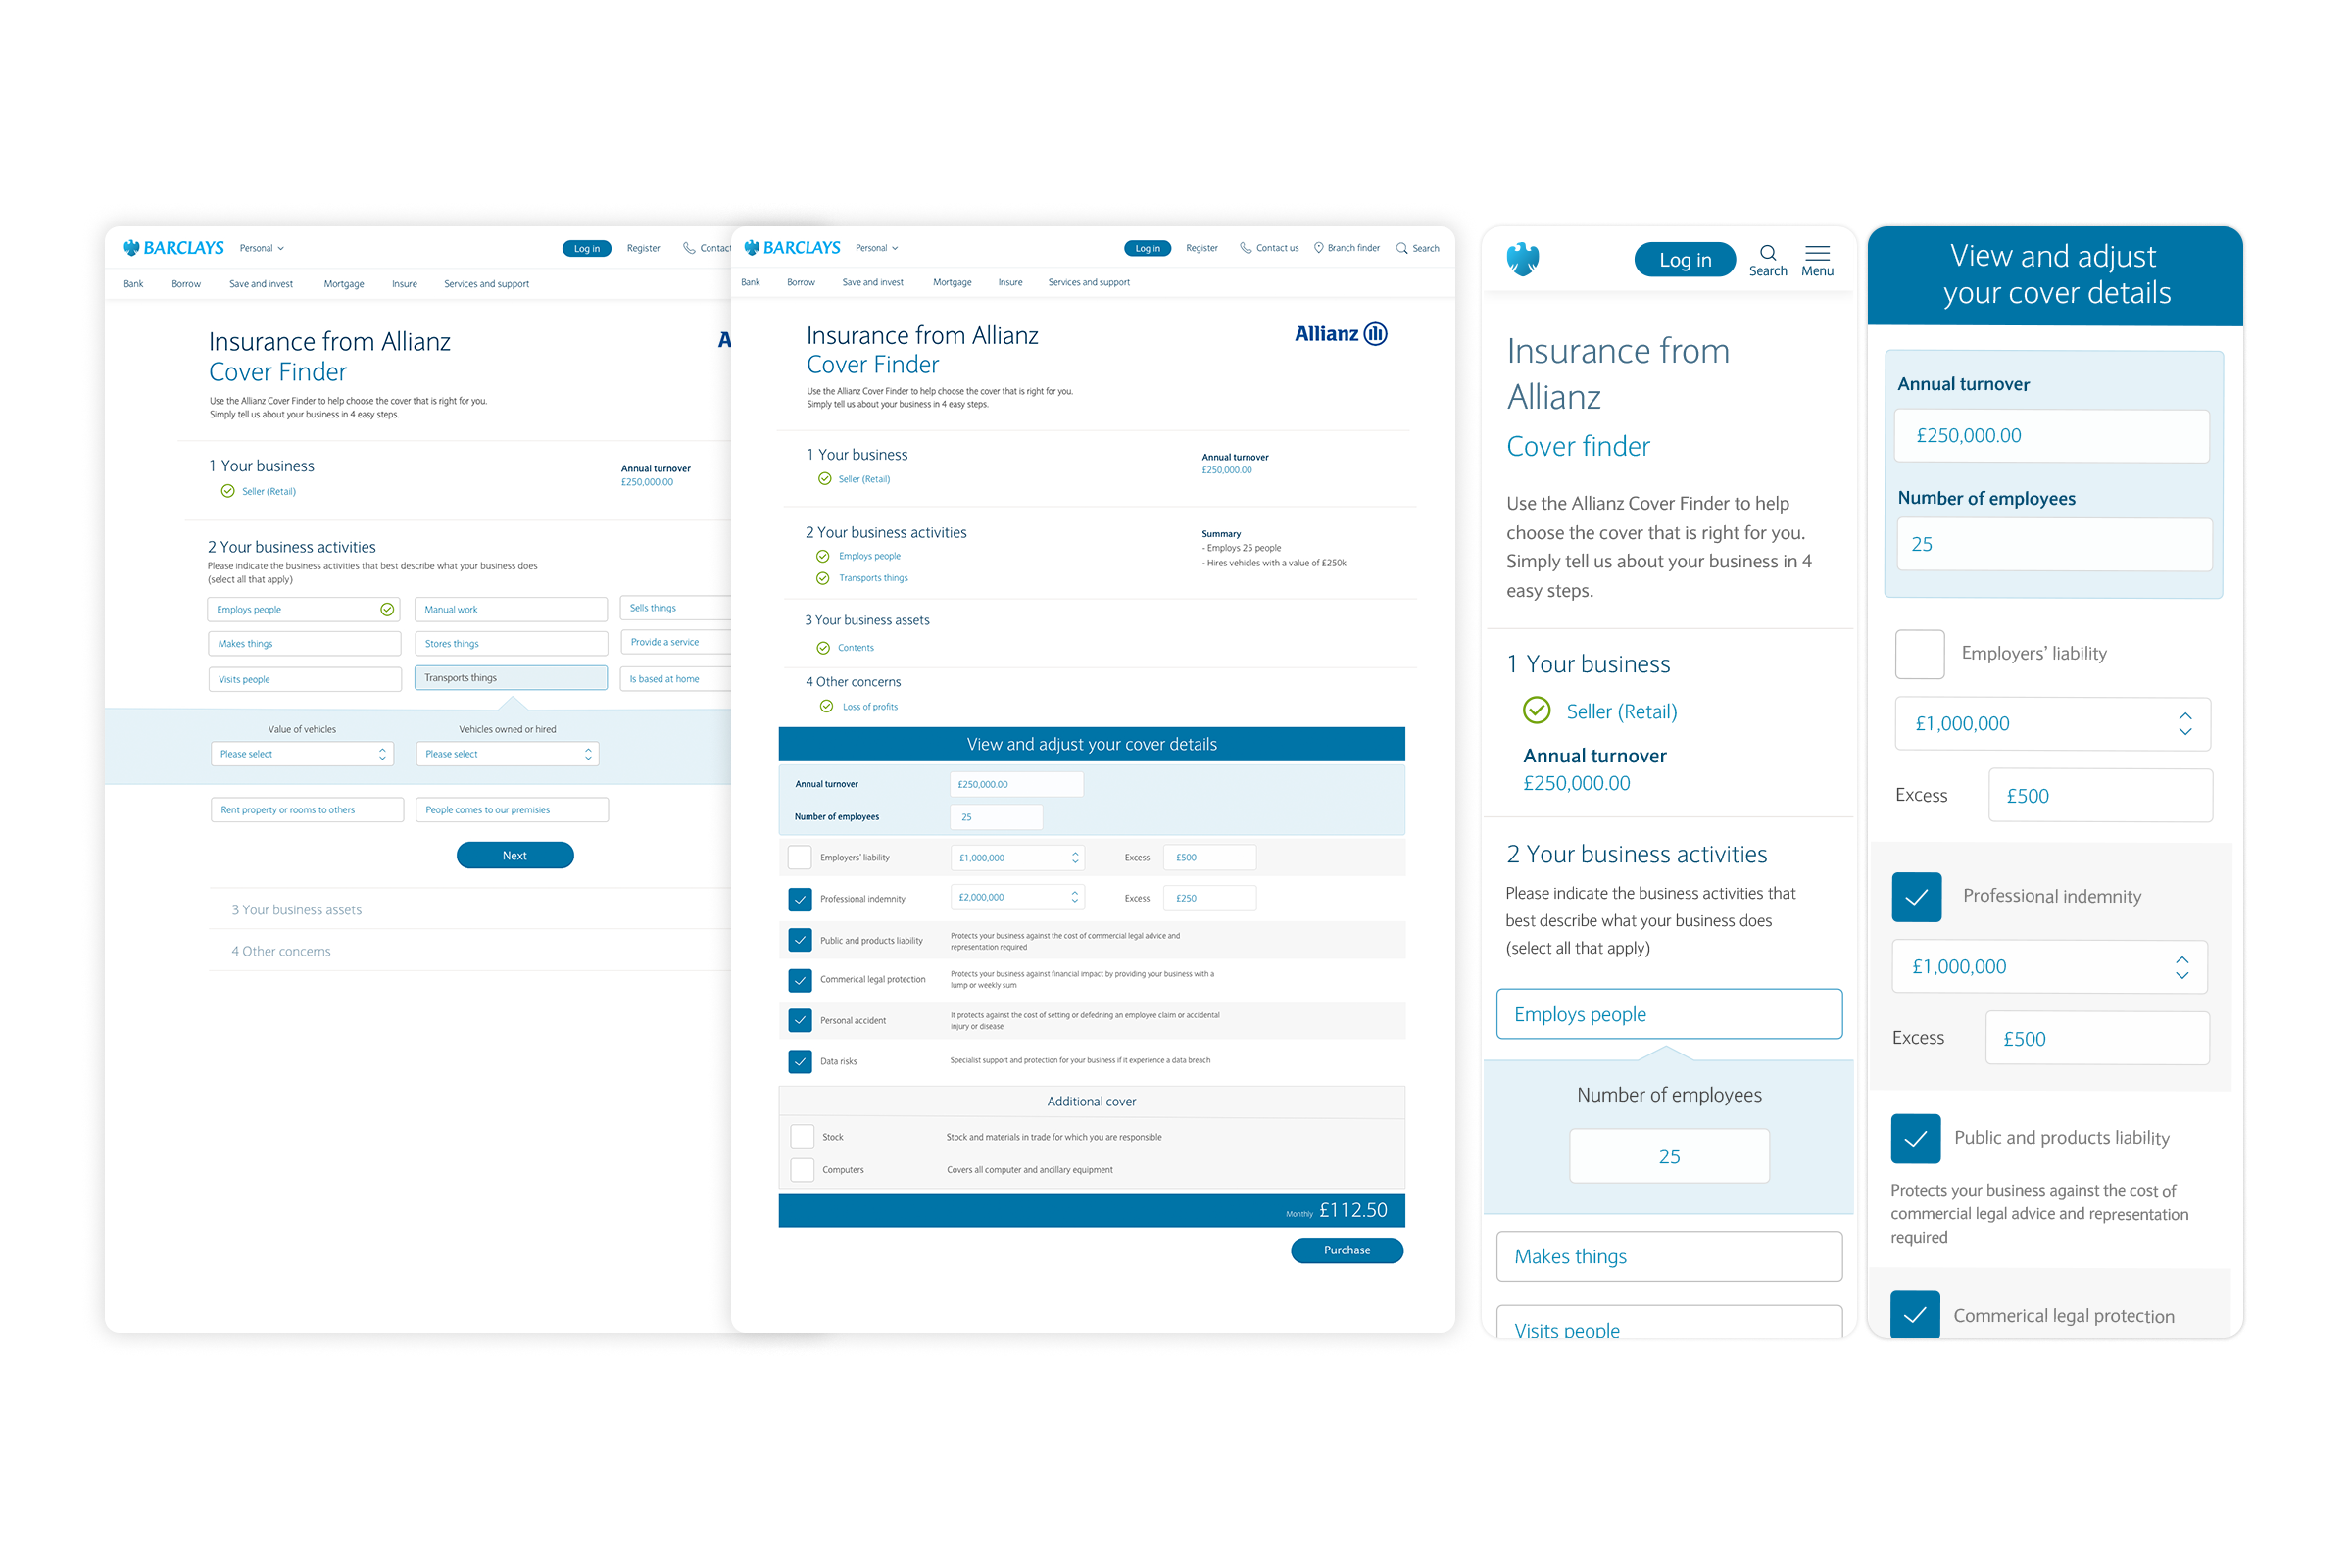 BARCLAYS
Personal
Log in
Register
Contact
Bank
Borrow
Save and invest
Mortgage
Insure
Services and support
Insurance from Allianz
Cover Finder
Use the Allianz Cover Finder to help choose the cover that is right for you.
Simply tell us about your business in 4 easy steps.
1 Your business
Seller (Retail)
Annual turnover
£250,000.00
2 Your business activities
Please indicate the business activities that best describe what your business does
(select all that apply)
Employs people
Manual work
Sells things
Makes things
Stores things
Provide a service
Visits people
Transports things
Is based at home
Value of vehicles
Vehicles owned or hired
Please select
Please select
Rent property or rooms to others
People comes to our premisies
Next
3 Your business assets
4 Other concerns
BARCLAYS
Personal
Log in
Register
Contact us
Branch finder
Search
Bank
Borrow
Save and invest
Mortgage
Insure
Services and support
Insurance from Allianz
Cover Finder
Allianz
Use the Allianz Cover Finder to help choose the cover that is right for you.
Simply tell us about your business in 4 easy steps.
1 Your business
Seller (Retail)
Annual turnover
£250,000.00
2 Your business activities
Employs people
Transports things
Summary
- Employs 25 people
- Hires vehicles with a value of £250k
3 Your business assets
Contents
4 Other concerns
Loss of profits
View and adjust your cover details
Annual turnover
£250,000.00
Number of employees
25
Employers' liability
£1,000,000
Excess
£500
Professional indemnity
£2,000,000
Excess
£250
Public and products liability
Protects your business against the cost of commercial legal advice and
representation required
Commerical legal protection
Protects your business against financial impact by providing your business with a
lump or weekly sum
Personal accident
It protects against the cost of setting or defedning an employee claim or accidental
injury or disease
Data risks
Specialist support and protection for your business if it experience a data breach
Additional cover
Stock
Stock and materials in trade for which you are responsible
Computers
Covers all computer and ancillary equipment
Monthly £112.50
Purchase
Log in
Search
Menu
Insurance from
Allianz
Cover finder
Use the Allianz Cover Finder to help
choose the cover that is right for you.
Simply tell us about your business in 4
easy steps.
1 Your business
Seller (Retail)
Annual turnover
£250,000.00
2 Your business activities
Please indicate the business activities that
best describe what your business does
(select all that apply)
Employs people
Number of employees
25
Makes things
Visits people
View and adjust
your cover details
Annual turnover
£250,000.00
Number of employees
25
Employers' liability
£1,000,000
Excess
£500
Professional indemnity
£1,000,000
Excess
£500
Public and products liability
Protects your business against the cost of
commercial legal advice and representation
required
Commerical legal protection